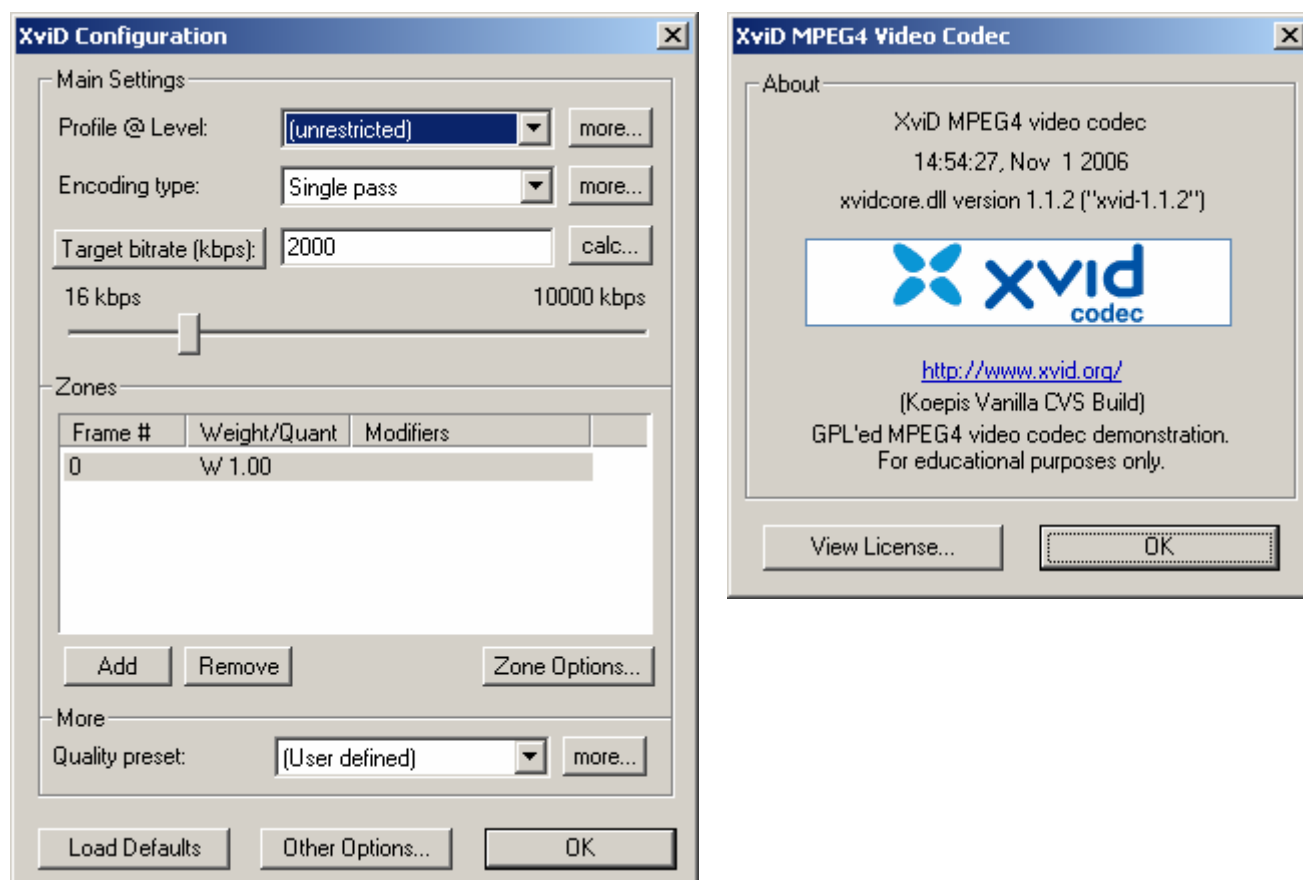 XviD Configuration
Main Settings
Profile @ Level: (unrestricted) more...
Encoding type: Single pass more...
Target bitrate (kbps): 2000 calc...
16 kbps 10000 kbps
Zones
Frame # Weight/Quant Modifiers
0 W 1.00
Add Remove Zone Options...
More
Quality preset: (User defined) more...
Load Defaults Other Options... OK
XviD MPEG4 Video Codec
About
XviD MPEG4 video codec
14:54:27, Nov 1 2006
xvidcore.dll version 1.1.2 ("xvid-1.1.2")
xvid
codec
http://www.xvid.org/
(Koepis Vanilla CVS Build)
GPL'ed MPEG4 video codec demonstration.
For educational purposes only.
View License... OK